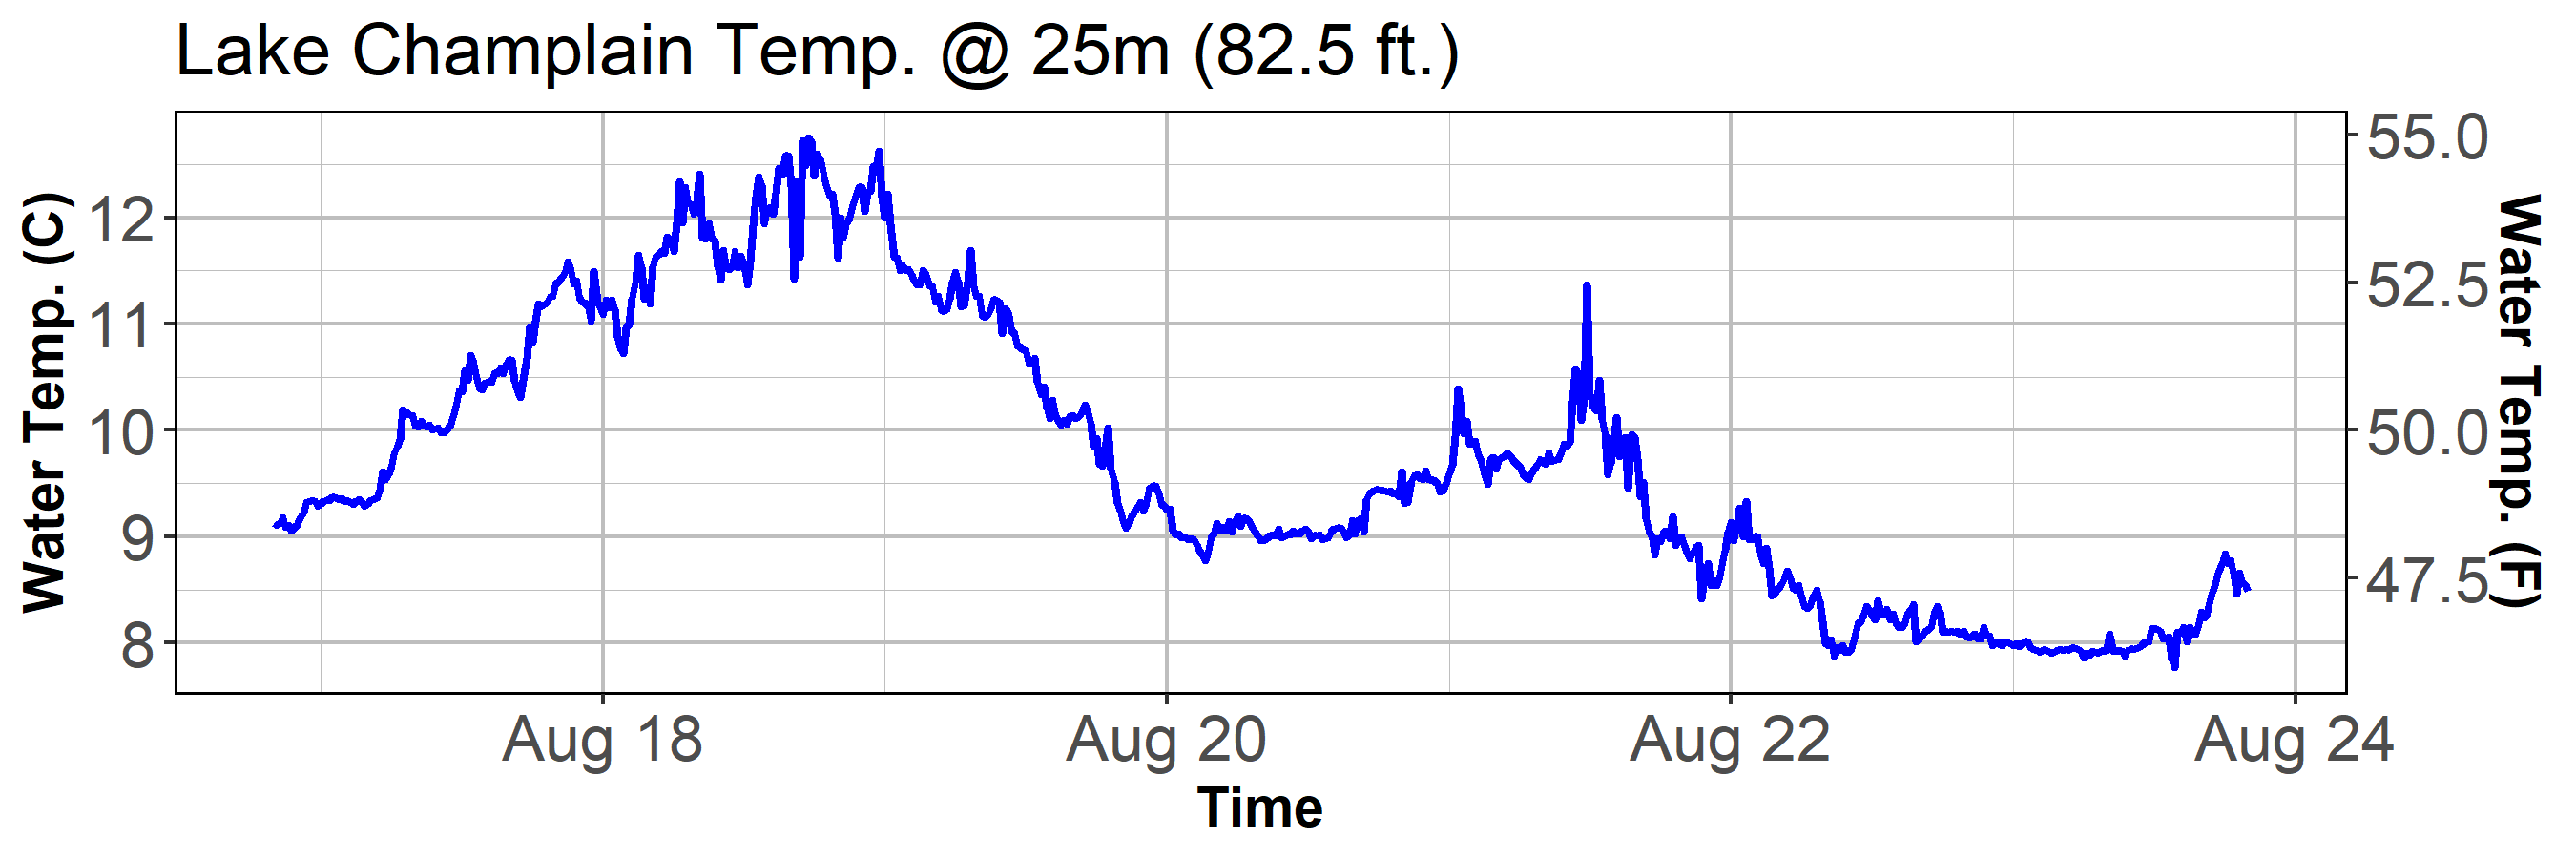 Lake Champlain Temp. @ 25m (82.5 ft.)
Water Temp. (C)
12
11
10
9
8
55.0
52.5
50.0
47.5
Water Temp. (F)
Aug 18 Aug 20 Aug 22 Aug 24
Time